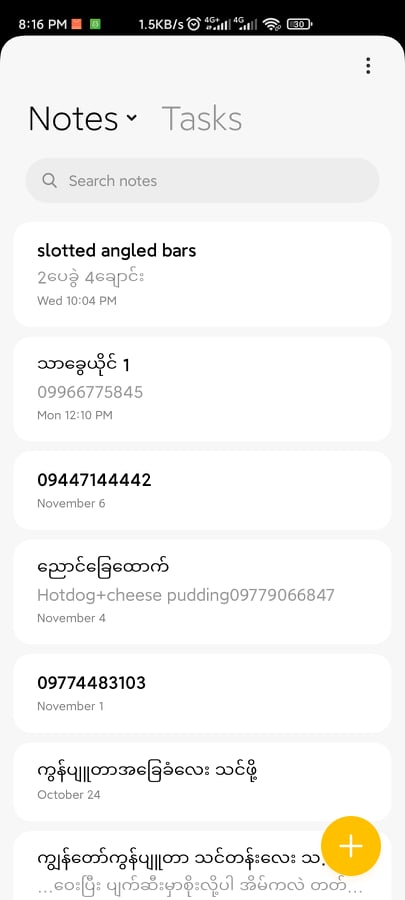 8:16 PM 1.5KB/s 4G+ 4G 30
Notes Tasks
Search notes
slotted angled bars
2ပေခွဲ 4ချောင်း
Wed 10:04 PM
သာခွေယိုင် 1
09966775845
Mon 12:10 PM
09447144442
November 6
ညောင်ခြေထောက်
Hotdog+cheese pudding09779066847
November 4
09774483103
November 1
ကွန်ပျူတာအခြေခံလေး သင်ဖို့
October 24
ကျွန်တော်ကွန်ပျူတာ သင်တန်းလေး
...ဝေးပြီး ပျက်ဆီးမှာစိုးလို့ပါ အိမ်ကလဲ တတ်...